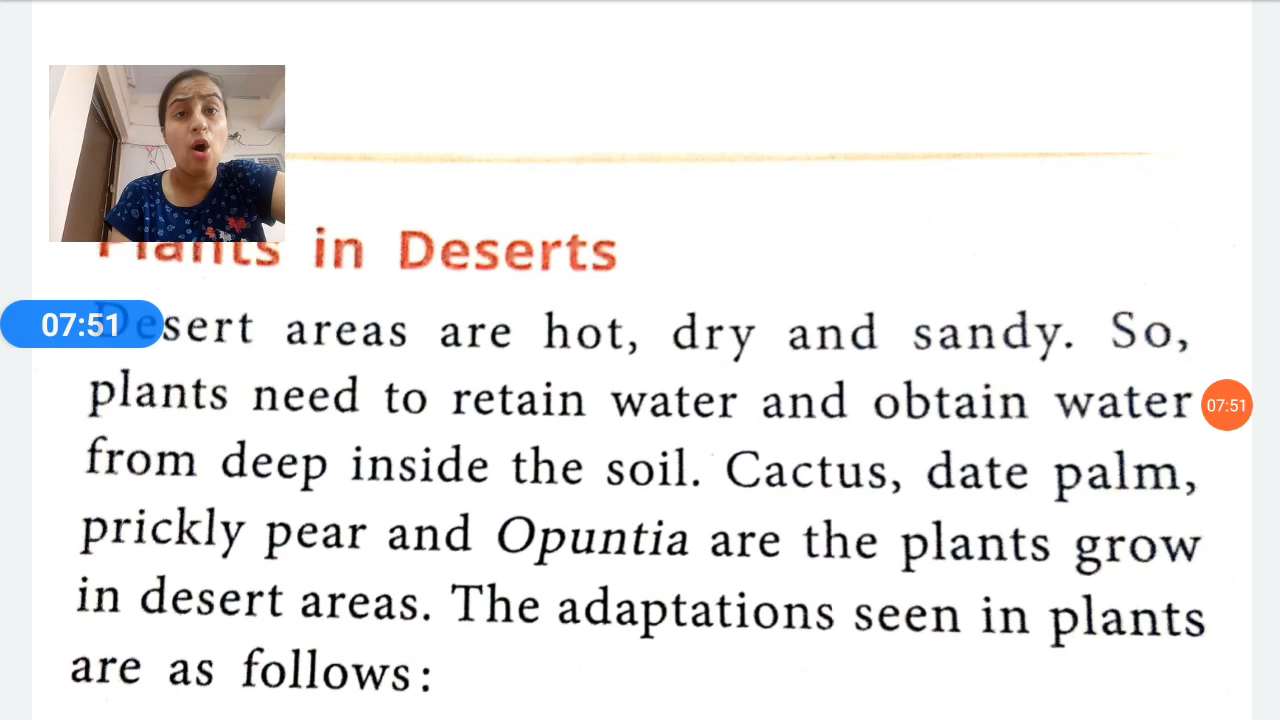 Plants in Deserts
07:51
Desert areas are hot, dry and sandy. So,
plants need to retain water and obtain water
07:51
from deep inside the soil. Cactus, date palm,
prickly pear and Opuntia are the plants grow
in desert areas. The adaptations seen in plants
are as follows: